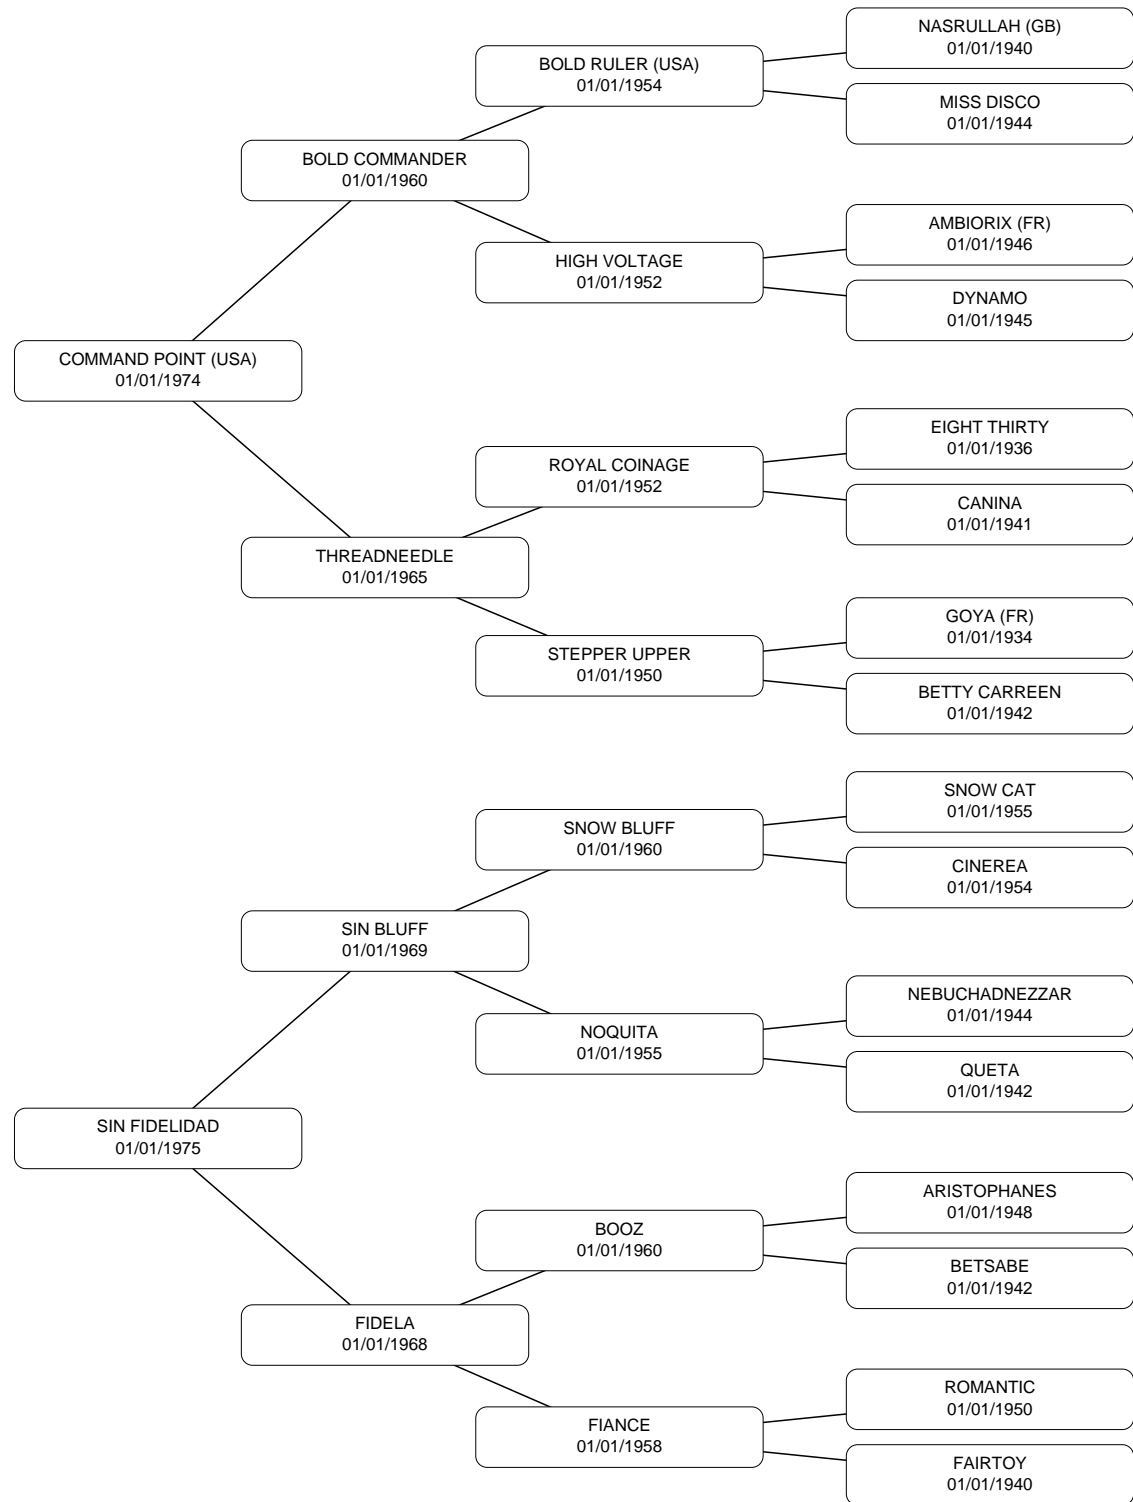 NASRULLAH (GB)
01/01/1940
BOLD RULER (USA)
01/01/1954
MISS DISCO
01/01/1944
BOLD COMMANDER
01/01/1960
AMBIORIX (FR)
01/01/1946
HIGH VOLTAGE
01/01/1952
DYNAMO
01/01/1945
COMMAND POINT (USA)
01/01/1974
EIGHT THIRTY
01/01/1936
ROYAL COINAGE
01/01/1952
CANINA
01/01/1941
THREADNEEDLE
01/01/1965
GOYA (FR)
01/01/1934
STEPPER UPPER
01/01/1950
BETTY CARREEN
01/01/1942
SNOW CAT
01/01/1955
SNOW BLUFF
01/01/1960
CINEREA
01/01/1954
SIN BLUFF
01/01/1969
NEBUCHADNEZZAR
01/01/1944
NOQUITA
01/01/1955
QUETA
01/01/1942
SIN FIDELIDAD
01/01/1975
ARISTOPHANES
01/01/1948
BOOZ
01/01/1960
BETSABE
01/01/1942
FIDELA
01/01/1968
ROMANTIC
01/01/1950
FIANCE
01/01/1958
FAIRTOY
01/01/1940